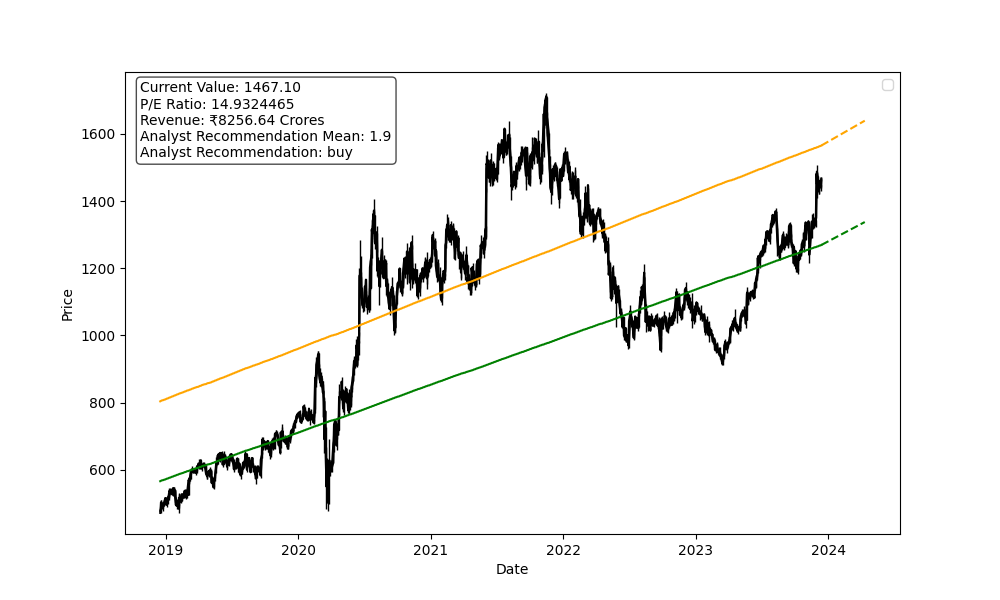 Current Value: 1467.10
P/E Ratio: 14.9324465
Revenue: ₹8256.64 Crores
Analyst Recommendation Mean: 1.9
Analyst Recommendation: buy
1600
1400
1200
1000
800
600
Price
2019 2020 2021 2022 2023 2024
Date